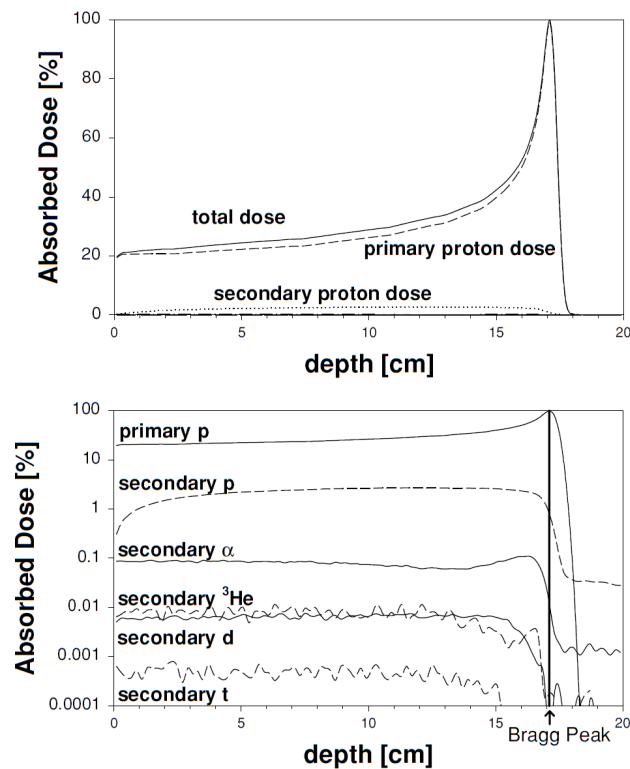 100
80
60
40
20
0
Absorbed Dose [%]
total dose
primary proton dose
secondary proton dose
0 5 10 15 20
depth [cm]
100
10
1
0.1
0.01
0.001
0.0001
Absorbed Dose [%]
primary p
secondary p
secondary α
secondary ³He
secondary d
secondary t
0 5 10 15 20
Bragg Peak
depth [cm]